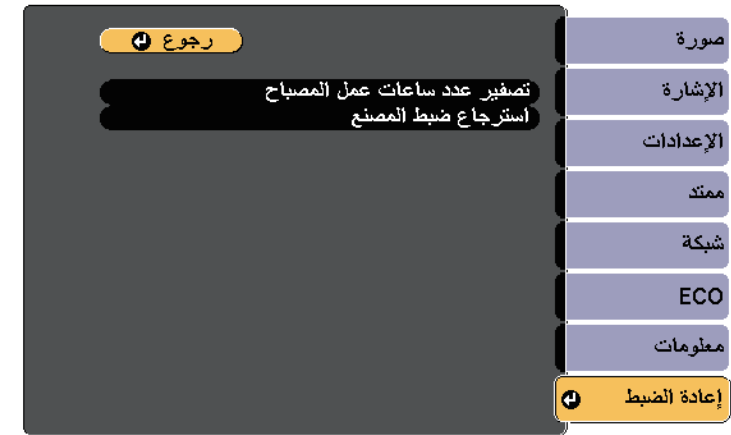 صورة
الإشارة
الإعدادات
ممتد
شبكة
ECO
معلومات
إعادة الضبط
رجوع
تصفير عدد ساعات عمل المصباح
استرجاع ضبط المصنع